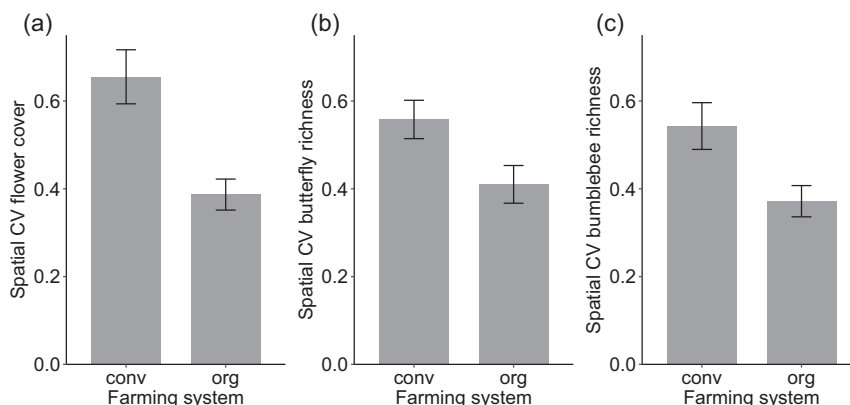 (a)
Spatial CV flower cover
0.6
0.4
0.2
0.0
conv org
Farming system
(b)
Spatial CV butterfly richness
0.6
0.4
0.2
0.0
conv org
Farming system
(c)
Spatial CV bumblebee richness
0.6
0.4
0.2
0.0
conv org
Farming system